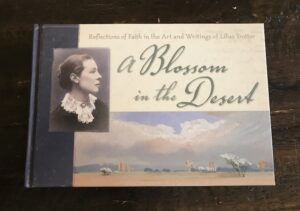 Reflections of Faith in the Art and Writings of Lilias Trotter
A Blossom
in the Desert